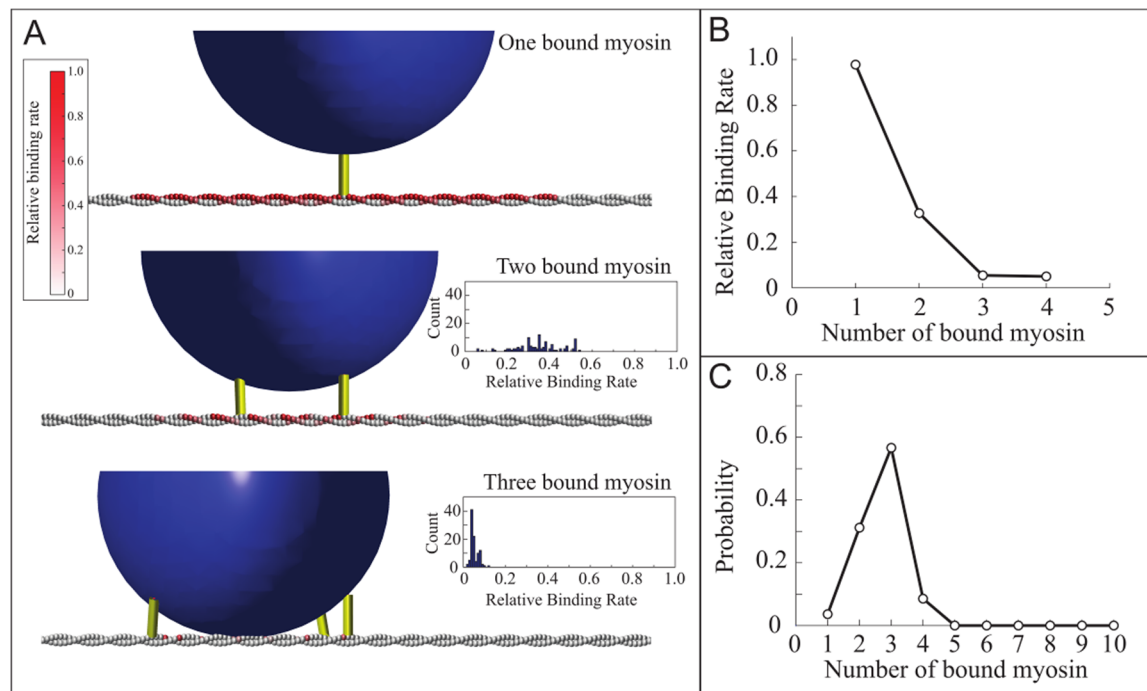 A
One bound myosin
Relative binding rate
1.0
0.8
0.6
0.4
0.2
0
Two bound myosin
Count
40
20
0
0 0.2 0.4 0.6 0.8 1.0
Relative Binding Rate
Three bound myosin
Count
40
20
0
0 0.2 0.4 0.6 0.8 1.0
Relative Binding Rate
B
Relative Binding Rate
1.0
0.8
0.6
0.4
0.2
0
0 1 2 3 4 5
Number of bound myosin
C
Probability
0.8
0.6
0.4
0.2
0
0 1 2 3 4 5 6 7 8 9 10
Number of bound myosin